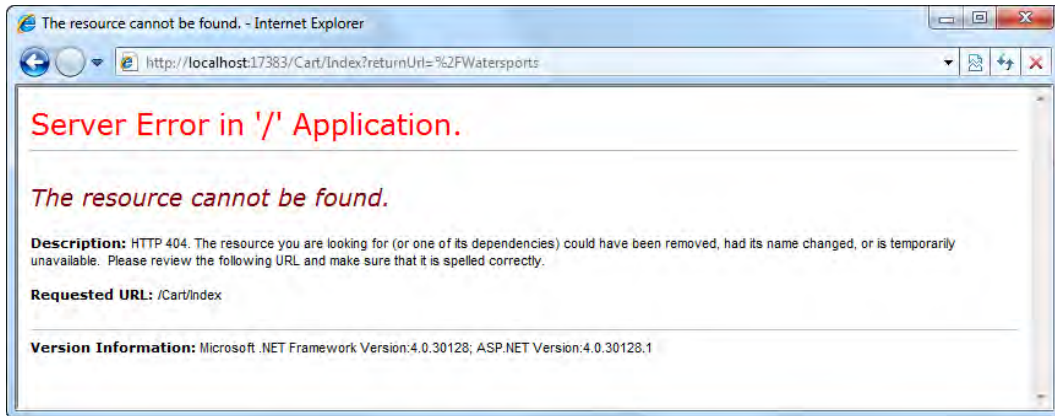 The resource cannot be found. - Internet Explorer
http://localhost:17383/Cart/Index?returnUrl=%2FWatersports
Server Error in '/' Application.
The resource cannot be found.
Description: HTTP 404. The resource you are looking for (or one of its dependencies) could have been removed, had its name changed, or is temporarily
unavailable.  Please review the following URL and make sure that it is spelled correctly.
Requested URL: /Cart/Index
Version Information: Microsoft .NET Framework Version:4.0.30128; ASP.NET Version:4.0.30128.1